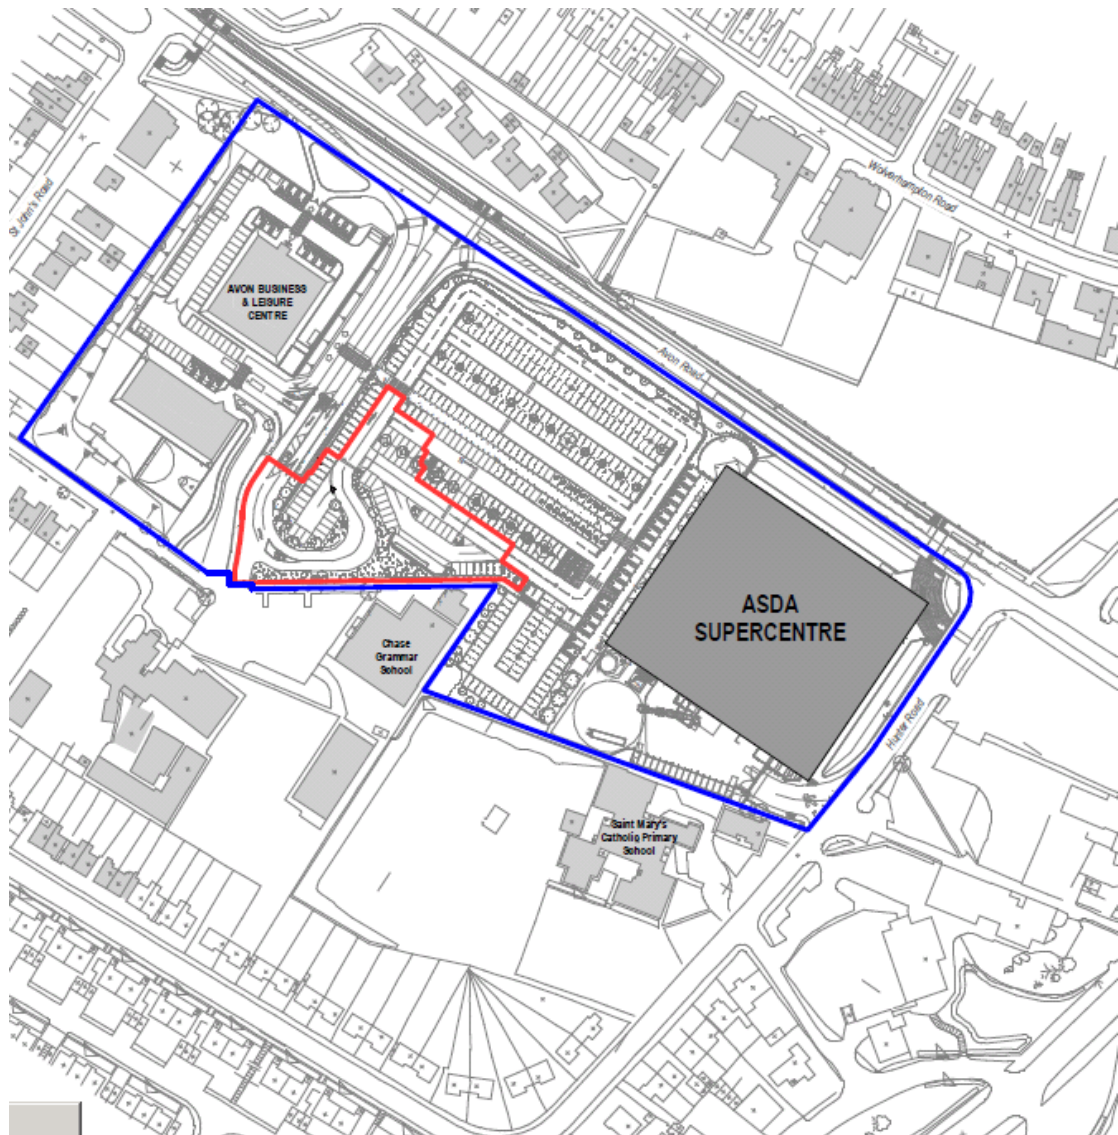 St John's Road
Wolverhampton Road
AVON BUSINESS
& LEISURE
CENTRE
Avon Road
ASDA
SUPERCENTRE
Chase
Grammar
School
Hunter Road
Saint Mary's
Catholic Primary
School